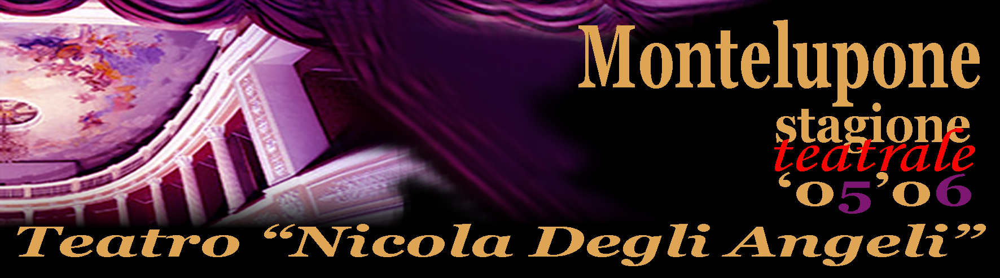 Montelupone
stagione
teatrale
‘05’06
Teatro “Nicola Degli Angeli”